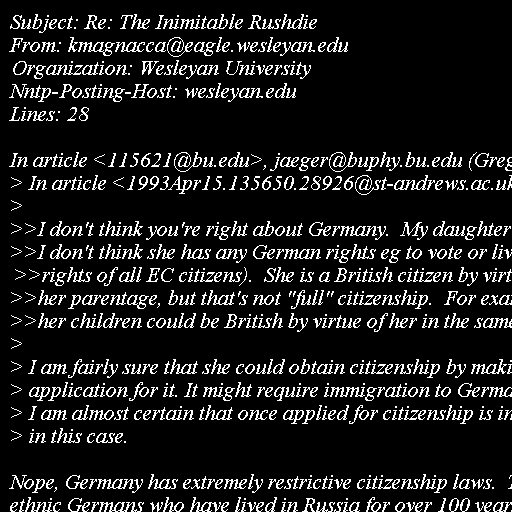 Subject: Re: The Inimitable Rushdie
From: kmagnacca@eagle.wesleyan.edu
Organization: Wesleyan University
Nntp-Posting-Host: wesleyan.edu
Lines: 28

In article <115621@bu.edu>, jaeger@buphy.bu.edu (Greg
> In article <1993Apr15.135650.28926@st-andrews.ac.uk
>
>>I don't think you're right about Germany.  My daughter
>>I don't think she has any German rights eg to vote or liv
>>rights of all EC citizens).  She is a British citizen by virt
>>her parentage, but that's not "full" citizenship.  For exa
>>her children could be British by virtue of her in the same
>
> I am fairly sure that she could obtain citizenship by maki
> application for it. It might require immigration to Germa
> I am almost certain that once applied for citizenship is in
> in this case.

Nope, Germany has extremely restrictive citizenship laws.  T
ethnic Germans who have lived in Russia for over 100 year